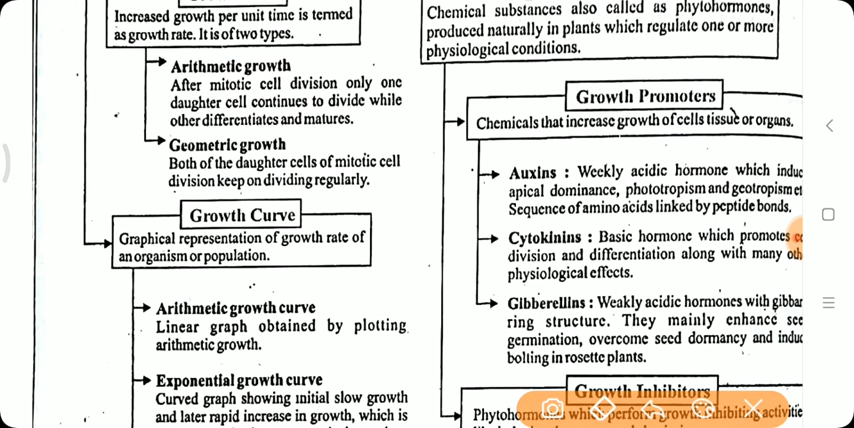 Increased growth per unit time is termed
as growth rate. It is of two types.
Arithmetic growth
After mitotic cell division only one
daughter cell continues to divide while
other differentiates and matures.
Geometric growth
Both of the daughter cells of mitotic cell
division keep on dividing regularly.
Growth Curve
Graphical representation of growth rate of
an organism or population.
Arithmetic growth curve
Linear graph obtained by plotting
arithmetic growth.
Exponential growth curve
Curved graph showing initial slow growth
and later rapid increase in growth, which is
Chemical substances also called as phytohormones,
produced naturally in plants which regulate one or more
physiological conditions.
Growth Promoters
Chemicals that increase growth of cells tissue or organs.
Auxins : Weekly acidic hormone which induc
apical dominance, phototropism and geotropism et
Sequence of amino acids linked by peptide bonds.
Cytokinins : Basic hormone which promotes
division and differentiation along with many oth
physiological effects.
Gibberellins : Weakly acidic hormones with gibbar
ring structure. They mainly enhance see
germination, overcome seed dormancy and induc
bolting in rosette plants.
Growth Inhibitors
which perform growth inhibiting activitie